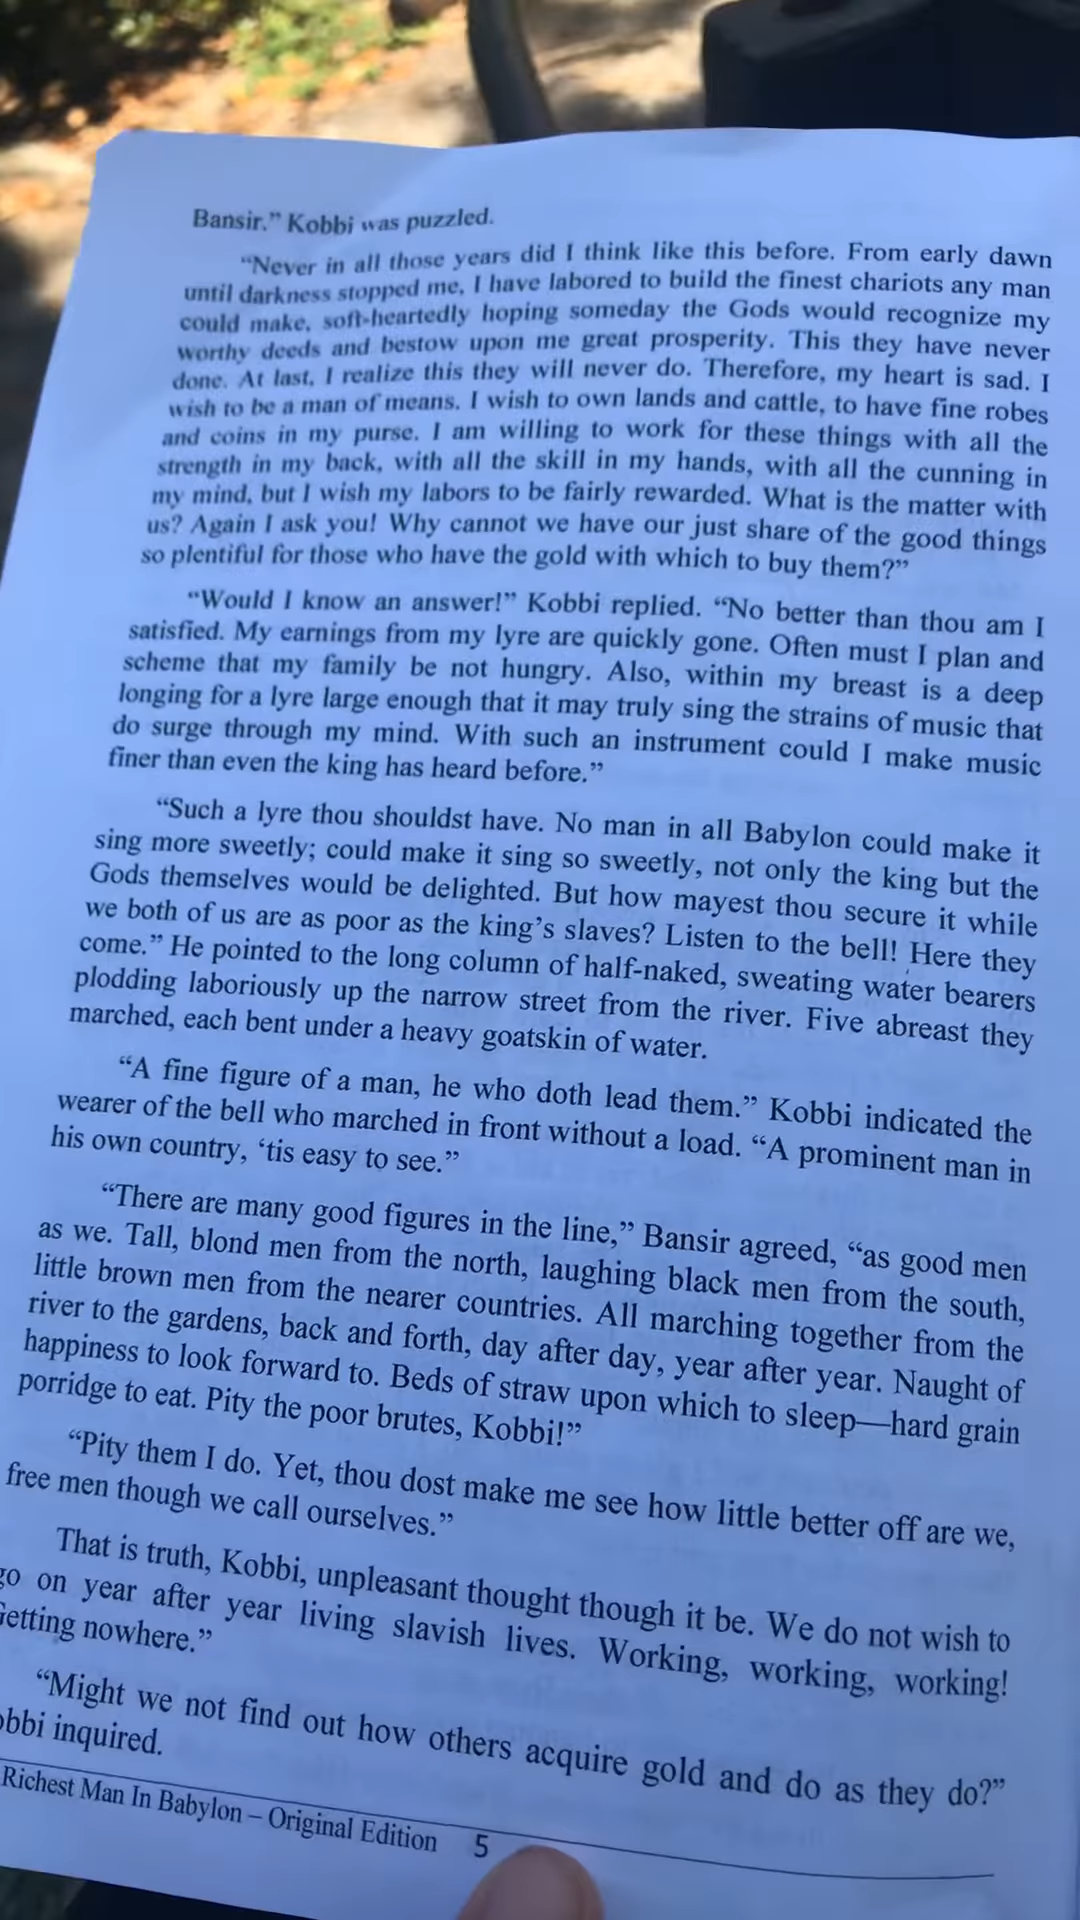 Bansir.” Kobbi was puzzled.
“Never in all those years did I think like this before. From early dawn
until darkness stopped me, I have labored to build the finest chariots any man
could make, soft-heartedly hoping someday the Gods would recognize my
worthy deeds and bestow upon me great prosperity. This they have never
done. At last, I realize this they will never do. Therefore, my heart is sad. I
wish to be a man of means. I wish to own lands and cattle, to have fine robes
and coins in my purse. I am willing to work for these things with all the
strength in my back, with all the skill in my hands, with all the cunning in
my mind, but I wish my labors to be fairly rewarded. What is the matter with
us? Again I ask you! Why cannot we have our just share of the good things
so plentiful for those who have the gold with which to buy them?”
“Would I know an answer!” Kobbi replied. “No better than thou am I
satisfied. My earnings from my lyre are quickly gone. Often must I plan and
scheme that my family be not hungry. Also, within my breast is a deep
longing for a lyre large enough that it may truly sing the strains of music that
do surge through my mind. With such an instrument could I make music
finer than even the king has heard before.”
“Such a lyre thou shouldst have. No man in all Babylon could make it
sing more sweetly; could make it sing so sweetly, not only the king but the
Gods themselves would be delighted. But how mayest thou secure it while
we both of us are as poor as the king’s slaves? Listen to the bell! Here they
come.” He pointed to the long column of half-naked, sweating water bearers
plodding laboriously up the narrow street from the river. Five abreast they
marched, each bent under a heavy goatskin of water.
“A fine figure of a man, he who doth lead them.” Kobbi indicated the
wearer of the bell who marched in front without a load. “A prominent man in
his own country, ‘tis easy to see.”
“There are many good figures in the line,” Bansir agreed, “as good men
as we. Tall, blond men from the north, laughing black men from the south,
little brown men from the nearer countries. All marching together from the
river to the gardens, back and forth, day after day, year after year. Naught of
happiness to look forward to. Beds of straw upon which to sleep—hard grain
porridge to eat. Pity the poor brutes, Kobbi!”
“Pity them I do. Yet, thou dost make me see how little better off are we,
free men though we call ourselves.”
That is truth, Kobbi, unpleasant thought though it be. We do not wish to
go on year after year living slavish lives. Working, working, working!
Getting nowhere.”
“Might we not find out how others acquire gold and do as they do?”
obbi inquired.
Richest Man In Babylon – Original Edition 5